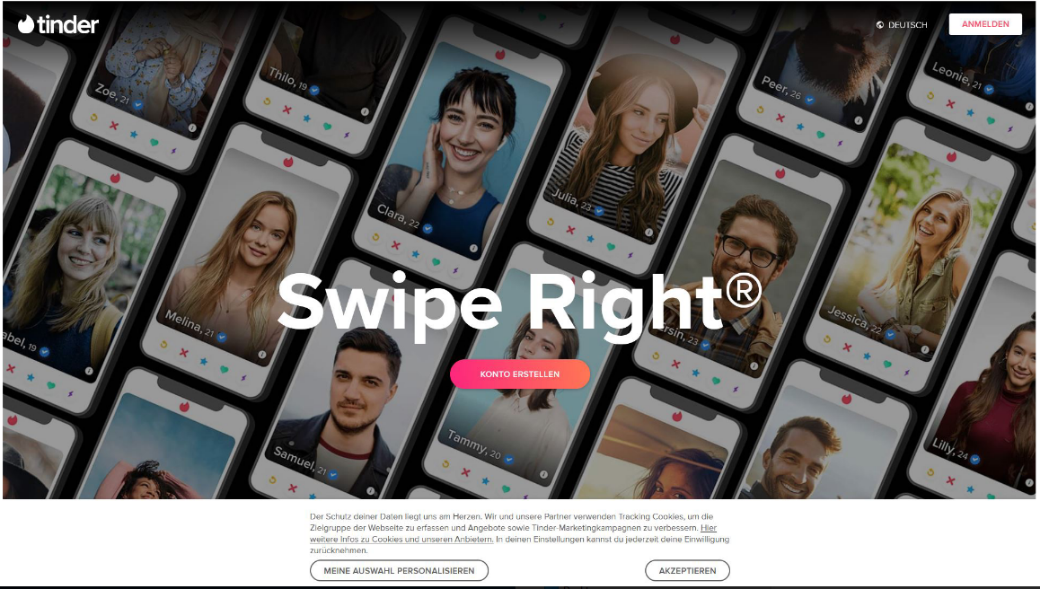 tinder
DEUTSCH
ANMELDEN
Zoe, 21
Thilo, 19
Peer, 26
Leonie, 21
Clara, 22
Julia, 23
Swipe Right®
Melina, 21
abel, 19
ersin, 23
Jessica, 22
KONTO ERSTELLEN
Samuel, 21
Tammy, 20
Lilly, 24
Der Schutz deiner Daten liegt uns am Herzen. Wir und unsere Partner verwenden Tracking Cookies, um die
Zielgruppe der Webseite zu erfassen und Angebote sowie Tinder-Marketingkampagnen zu verbessern. Hier
weitere Infos zu Cookies und unseren Anbietern. In deinen Einstellungen kannst du jederzeit deine Einwilligung
zurücknehmen.
MEINE AUSWAHL PERSONALISIEREN
AKZEPTIEREN